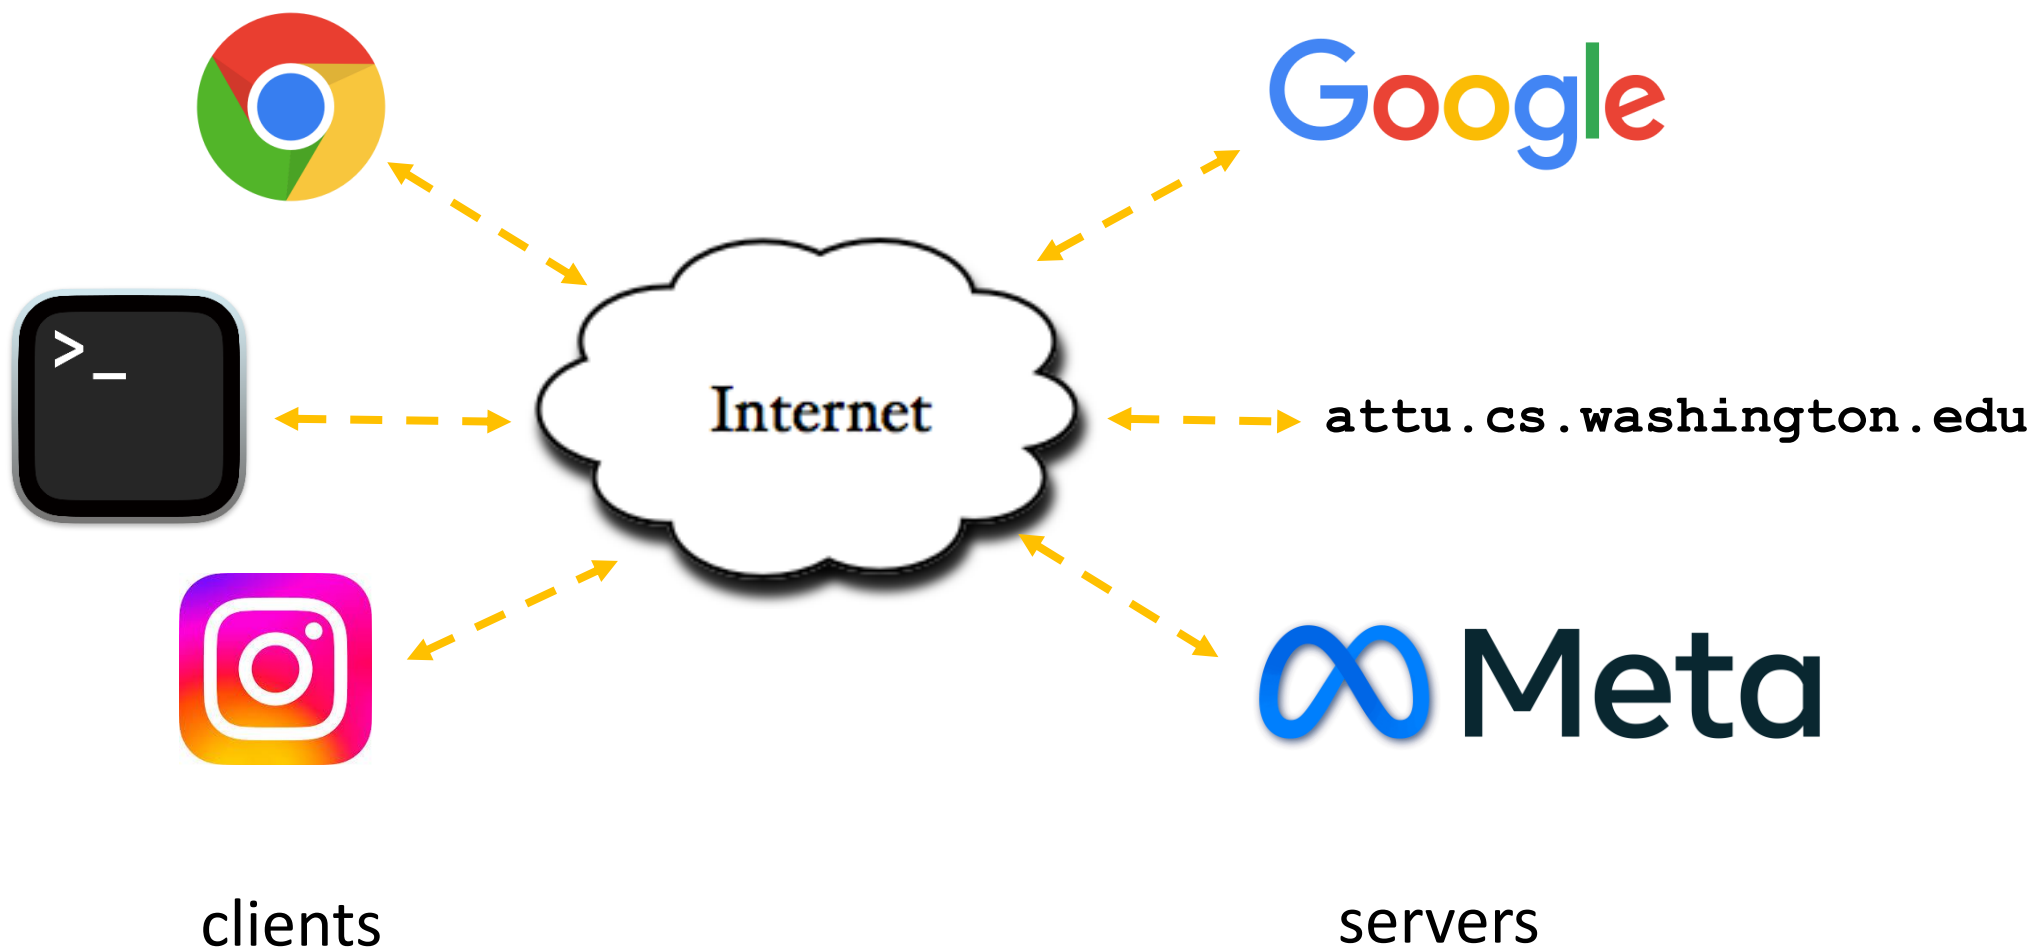 Google
>_
Internet
attu.cs.washington.edu
Meta
clients
servers